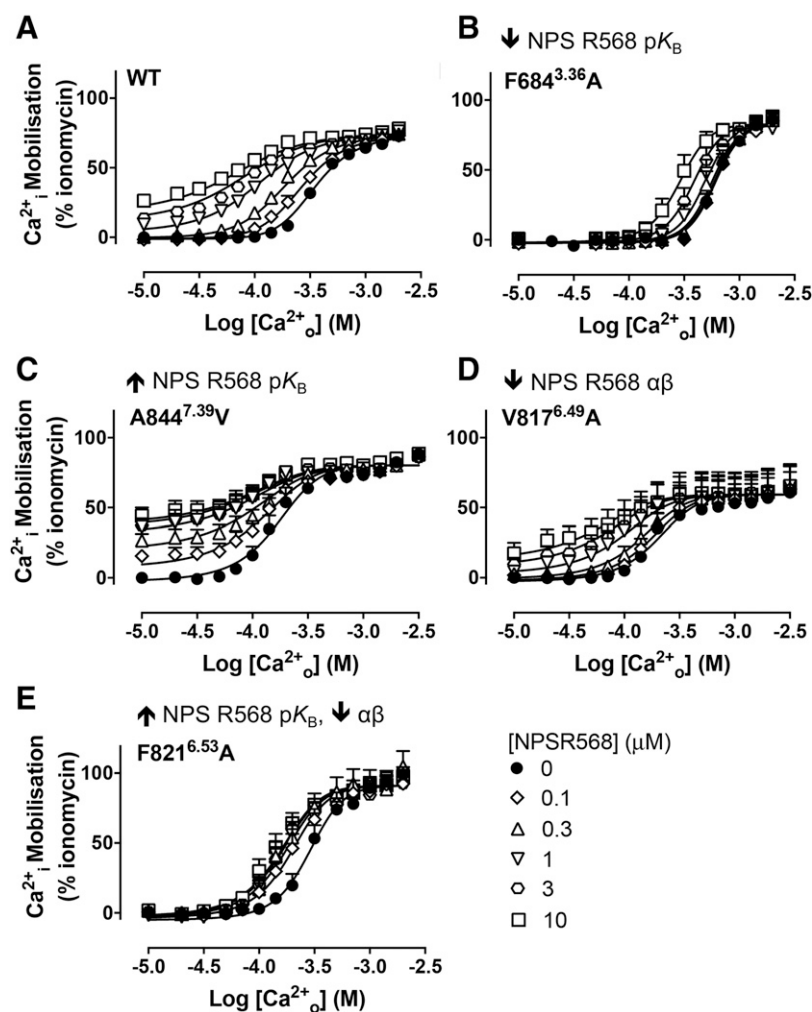 A
WT
Ca²⁺ᵢ Mobilisation
(% ionomycin)
100
50
0
-5.0 -4.5 -4.0 -3.5 -3.0 -2.5
Log [Ca²⁺ₒ] (M)
B
↓ NPS R568 pK_B
F684³·³⁶A
100
50
0
-5.0 -4.5 -4.0 -3.5 -3.0 -2.5
Log [Ca²⁺ₒ] (M)
C
↑ NPS R568 pK_B
A844⁷·³⁹V
Ca²⁺ᵢ Mobilisation
(% ionomycin)
100
50
0
-5.0 -4.5 -4.0 -3.5 -3.0 -2.5
Log [Ca²⁺ₒ] (M)
D
↓ NPS R568 αβ
V817⁶·⁴⁹A
100
50
0
-5.0 -4.5 -4.0 -3.5 -3.0 -2.5
Log [Ca²⁺ₒ] (M)
E
↑ NPS R568 pK_B, ↓ αβ
F821⁶·⁵³A
Ca²⁺ᵢ Mobilisation
(% ionomycin)
100
50
0
-5.0 -4.5 -4.0 -3.5 -3.0 -2.5
Log [Ca²⁺ₒ] (M)
[NPSR568] (μM)
0
0.1
0.3
1
3
10